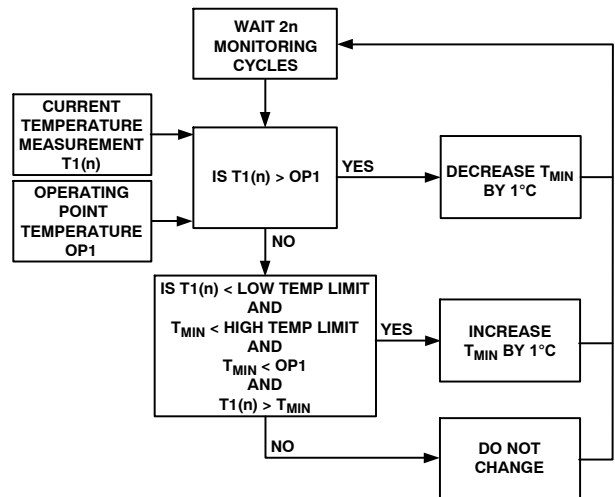 WAIT 2n
MONITORING
CYCLES
CURRENT
TEMPERATURE
MEASUREMENT
T1(n)
OPERATING
POINT
TEMPERATURE
OP1
IS T1(n) > OP1
YES
DECREASE TMIN
BY 1°C
NO
IS T1(n) < LOW TEMP LIMIT
AND
TMIN < HIGH TEMP LIMIT
AND
TMIN < OP1
AND
T1(n) > TMIN
YES
INCREASE
TMIN BY 1°C
NO
DO NOT
CHANGE